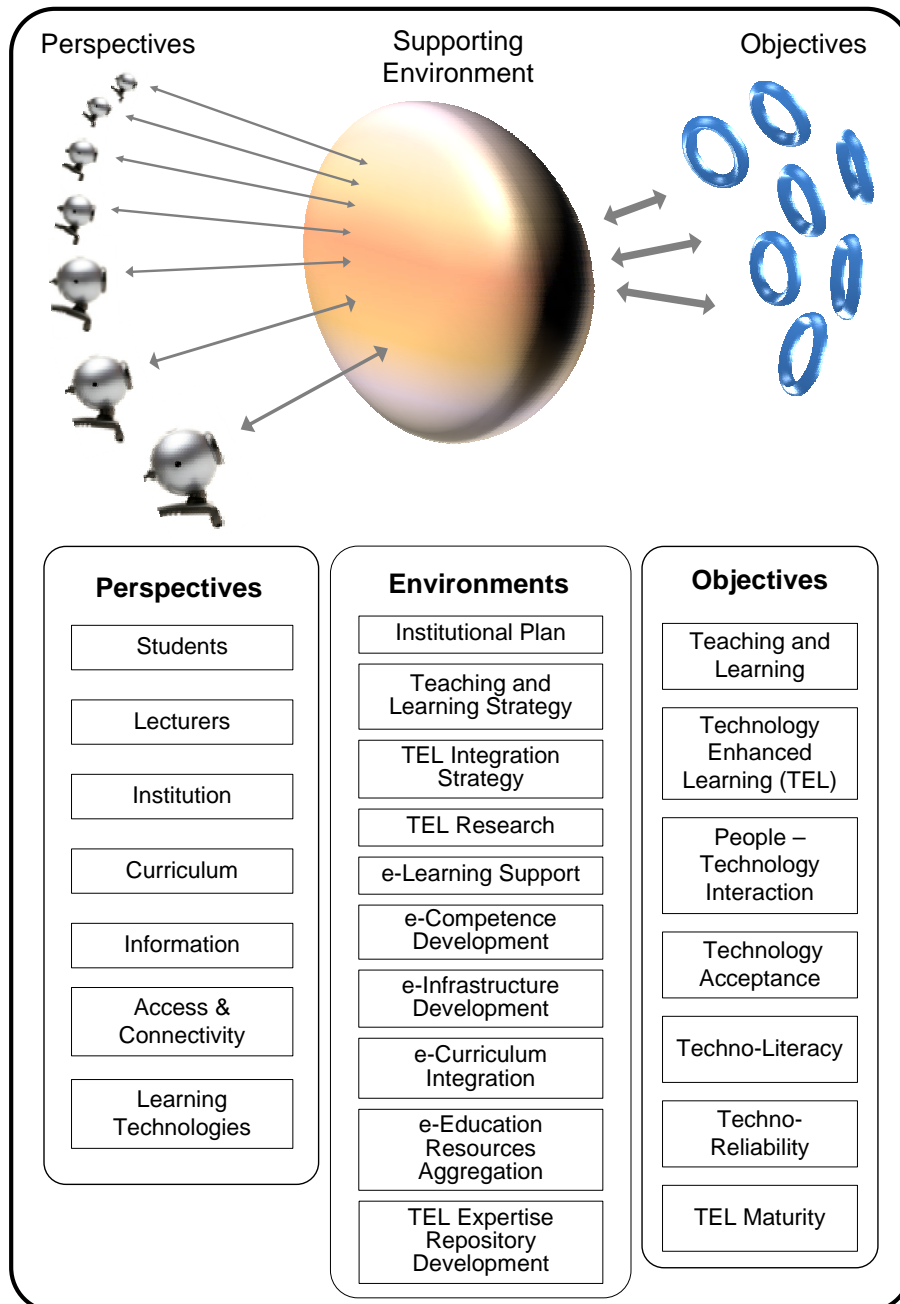 Perspectives
Supporting
Environment
Objectives
Perspectives
Students
Lecturers
Institution
Curriculum
Information
Access &
Connectivity
Learning
Technologies
Environments
Institutional Plan
Teaching and
Learning Strategy
TEL Integration
Strategy
TEL Research
e-Learning Support
e-Competence
Development
e-Infrastructure
Development
e-Curriculum
Integration
e-Education
Resources
Aggregation
TEL Expertise
Repository
Development
Objectives
Teaching and
Learning
Technology
Enhanced
Learning (TEL)
People –
Technology
Interaction
Technology
Acceptance
Techno-Literacy
Techno-
Reliability
TEL Maturity